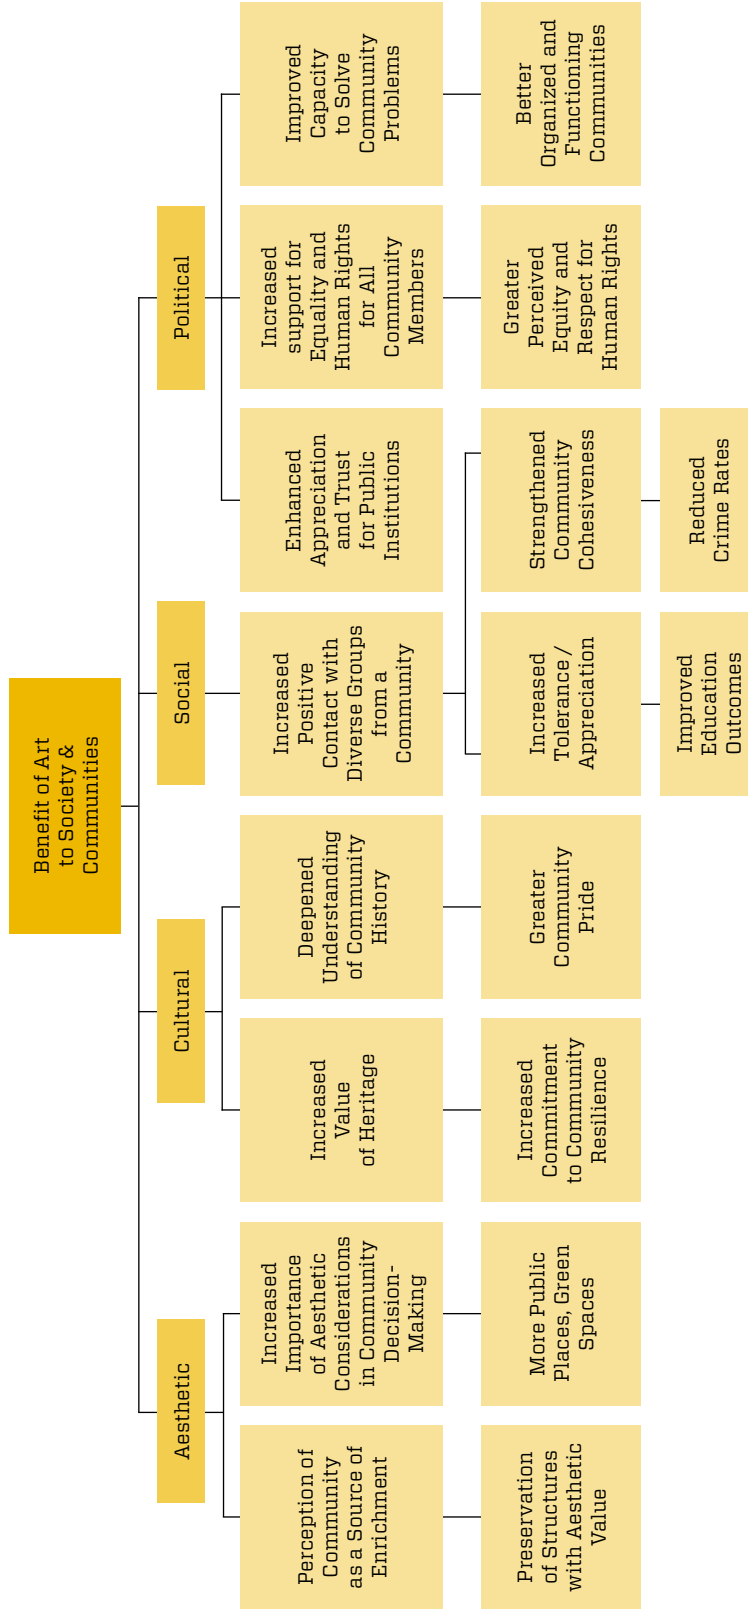 Benefit of Art
to Society &
Communities
Aesthetic
Cultural
Social
Political
Perception of
Community
as a Source of
Enrichment
Increased
Importance
of Aesthetic
Considerations
in Community
Decision-
Making
Increased
Value
of Heritage
Deepened
Understanding
of Community
History
Increased
Positive
Contact with
Diverse Groups
from a
Community
Enhanced
Appreciation
and Trust
for Public
Institutions
Increased
support for
Equality and
Human Rights
for All
Community
Members
Improved
Capacity
to Solve
Community
Problems
Preservation
of Structures
with Aesthetic
Value
More Public
Places, Green
Spaces
Increased
Commitment
to Community
Resilience
Greater
Community
Pride
Increased
Tolerance/
Appreciation
Strengthened
Community
Cohesiveness
Greater
Perceived
Equity and
Respect for
Human Rights
Better
Organized and
Functioning
Communities
Improved
Education
Outcomes
Reduced
Crime Rates